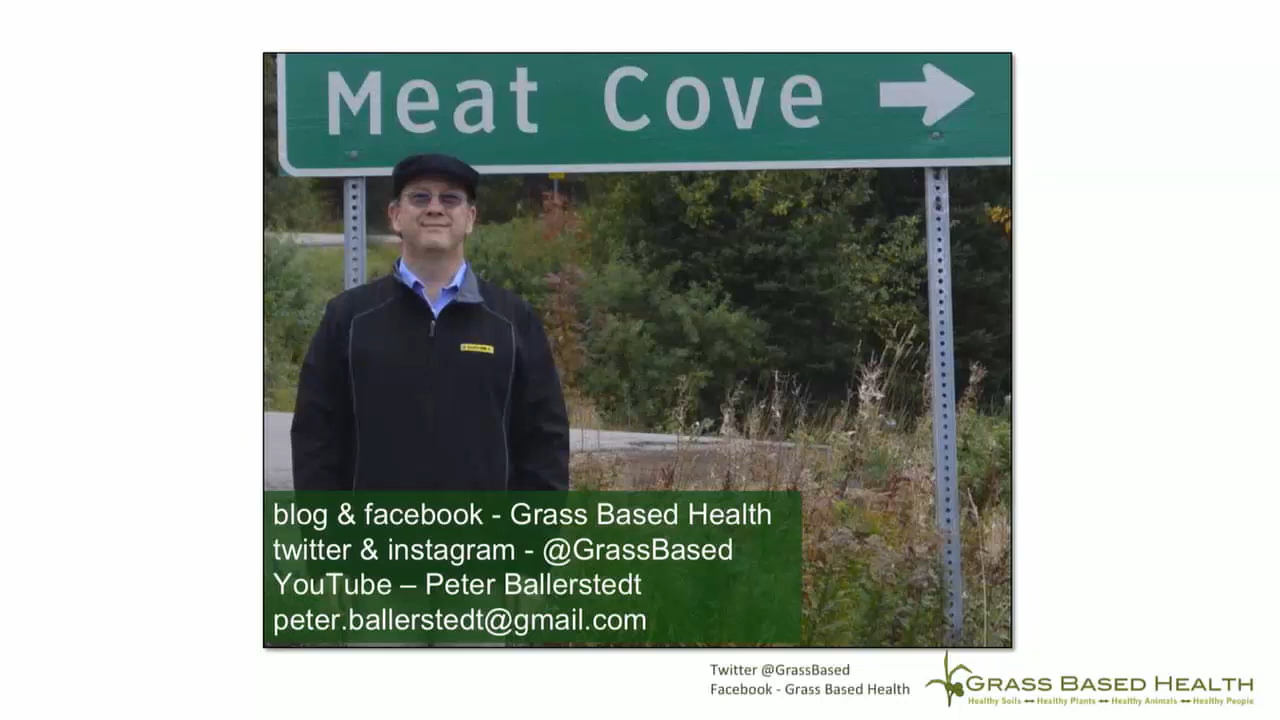 Meat Cove
blog & facebook - Grass Based Health
twitter & instagram - @GrassBased
YouTube – Peter Ballerstedt
peter.ballerstedt@gmail.com
Twitter @GrassBased
Facebook - Grass Based Health
GRASS BASED HEALTH
Healthy Soils ↔ Healthy Plants ↔ Healthy Animals ↔ Healthy People